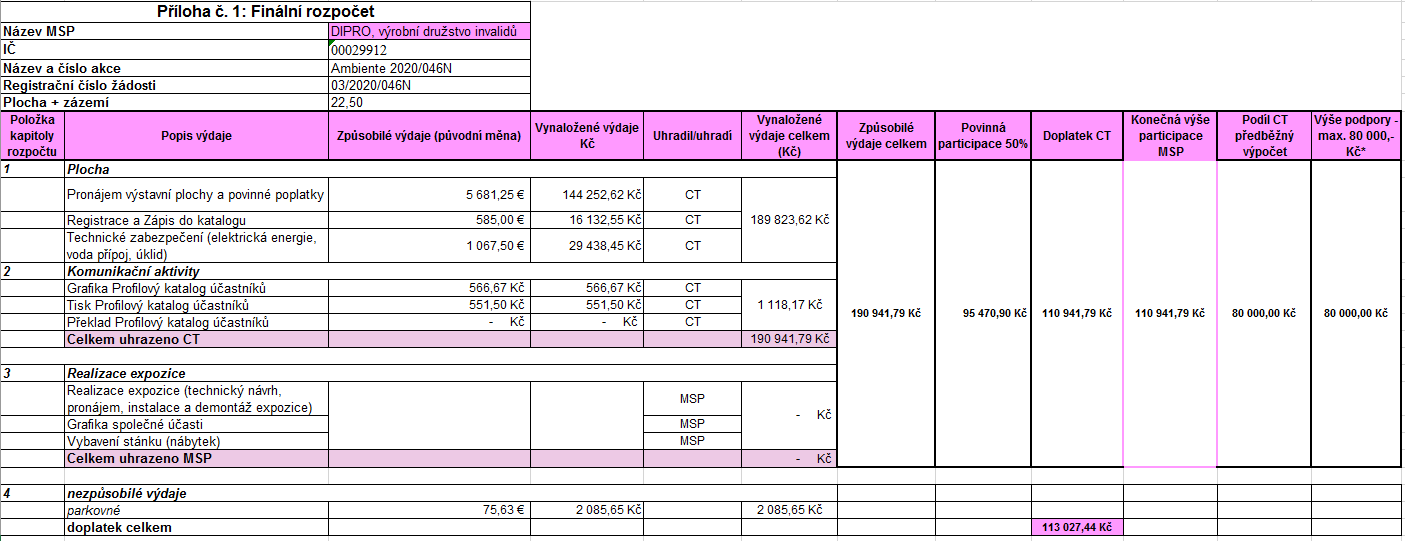 Příloha č. 1: Finální rozpočet
Název MSP DIPRO, výrobní družstvo invalidů
IČ 00029912
Název a číslo akce Ambiente 2020/046N
Registrační číslo žádosti 03/2020/046N
Plocha + zázemí 22,50
Položka kapitoly rozpočtu Popis výdaje Způsobilé výdaje (původní měna) Vynaložené výdaje Kč Uhradil/uhradí Vynaložené výdaje celkem (Kč) Způsobilé výdaje celkem Povinná participace 50% Doplatek CT Konečná výše participace MSP Podíl CT předběžný výpočet Výše podpory - max. 80 000,- Kč*
1 Plocha
Pronájem výstavní plochy a povinné poplatky 5 681,25 € 144 252,62 Kč CT
189 823,62 Kč
Registrace a Zápis do katalogu 585,00 € 16 132,55 Kč CT
Technické zabezpečení (elektrická energie,
voda přípoj, úklid) 1 067,50 € 29 438,45 Kč CT
2 Komunikační aktivity
Grafika Profilový katalog účastníků 566,67 Kč 566,67 Kč CT
Tisk Profilový katalog účastníků 551,50 Kč 551,50 Kč CT 1 118,17 Kč
190 941,79 Kč 95 470,90 Kč 110 941,79 Kč 110 941,79 Kč 80 000,00 Kč 80 000,00 Kč
Překlad Profilový katalog účastníků - Kč - Kč CT
Celkem uhrazeno CT 190 941,79 Kč
3 Realizace expozice
Realizace expozice (technický návrh,
pronájem, instalace a demontáž expozice) MSP
- Kč
Grafika společné účasti MSP
Vybavení stánku (nábytek) MSP
Celkem uhrazeno MSP - Kč
4 nezpůsobilé výdaje
parkovné 75,63 € 2 085,65 Kč 2 085,65 Kč
doplatek celkem 113 027,44 Kč